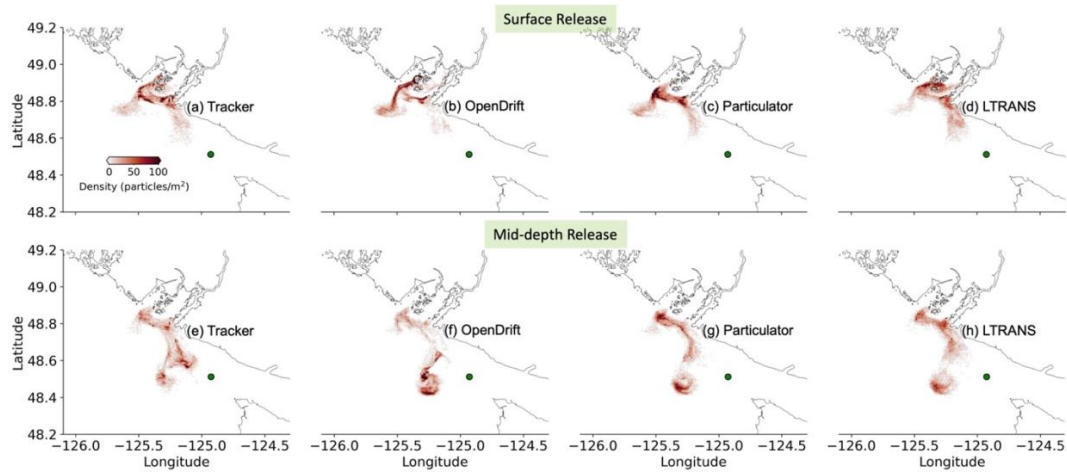 Surface Release
49.2
49.0
48.8
48.6
48.4
48.2
Latitude
(a) Tracker
(b) OpenDrift
(c) Particulator
(d) LTRANS
0 50 100
Density (particles/m²)
Mid-depth Release
49.2
49.0
48.8
48.6
48.4
48.2
Latitude
(e) Tracker
(f) OpenDrift
(g) Particulator
(h) LTRANS
−126.0 −125.5 −125.0 −124.5 −126.0 −125.5 −125.0 −124.5 −126.0 −125.5 −125.0 −124.5 −126.0 −125.5 −125.0 −124.5
Longitude Longitude Longitude Longitude